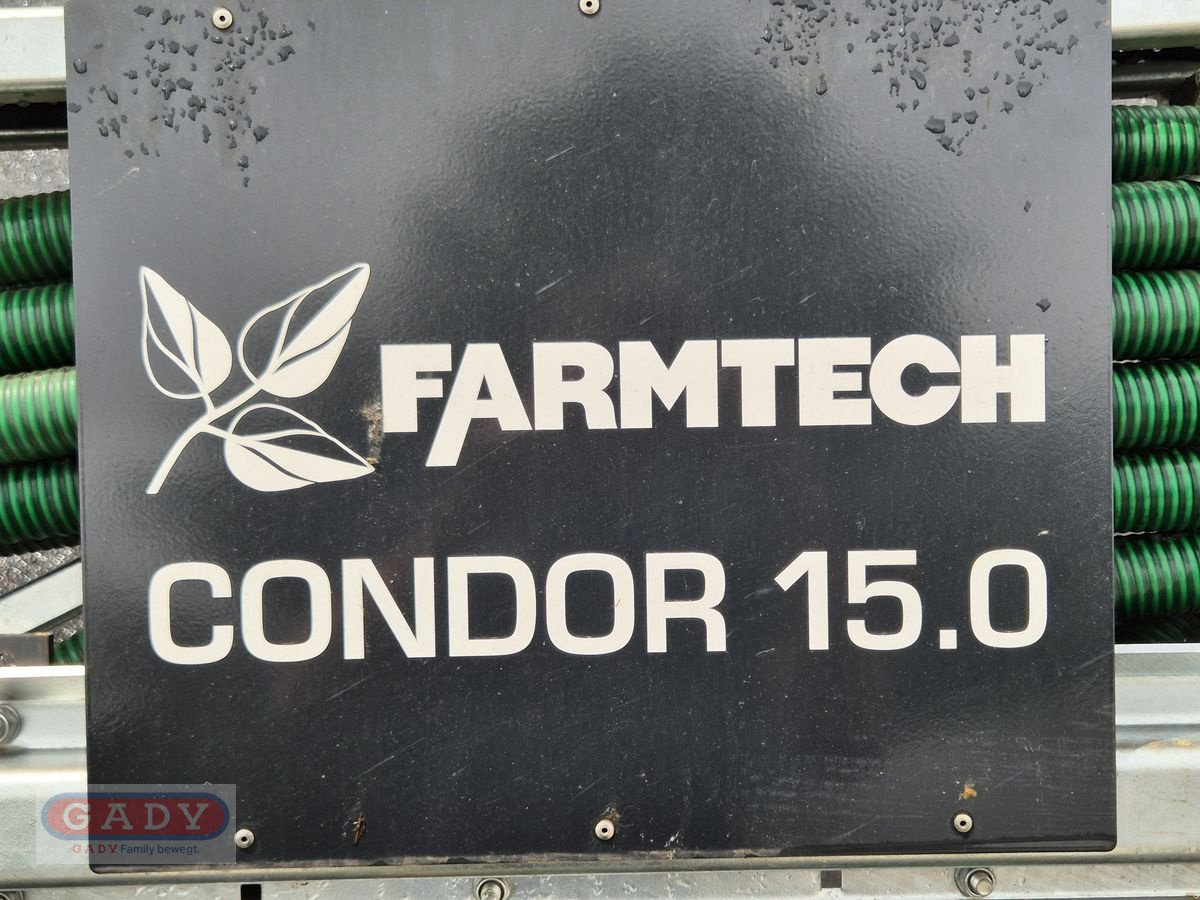 FARMTECH
CONDOR 15.0
GADY
GADY Family bewegt.